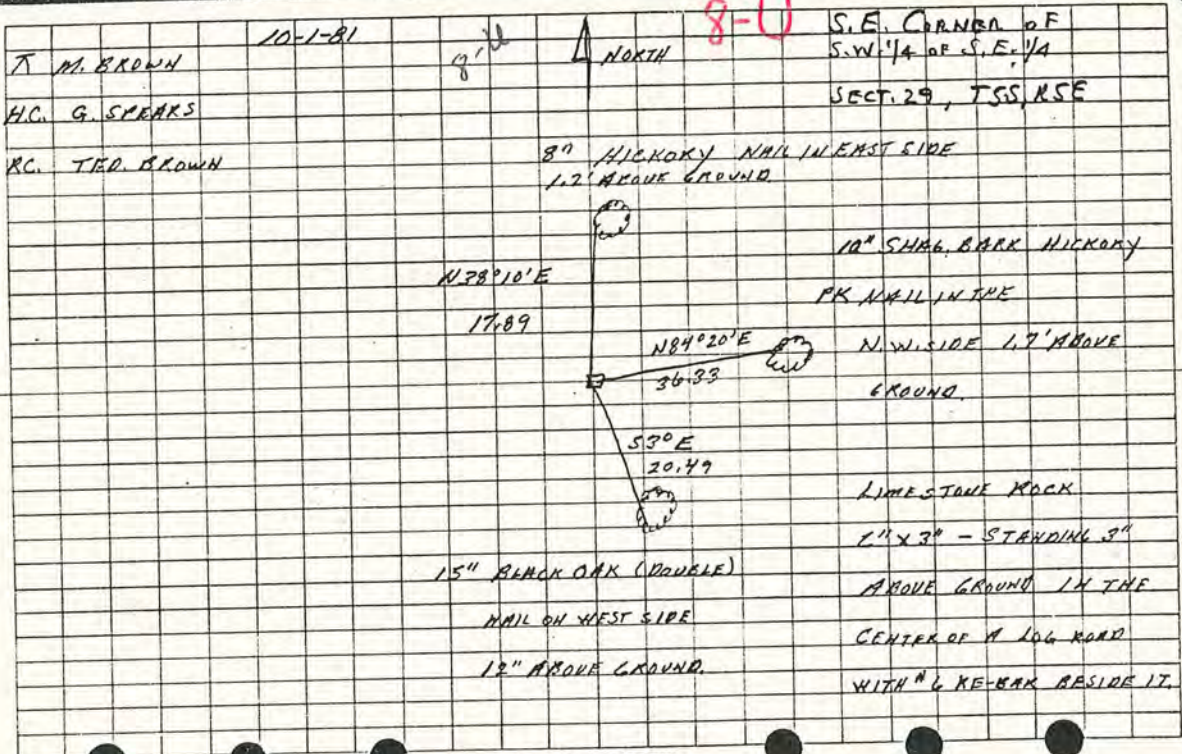 10-1-81
8-U
8-U
NORTH
S.E. CORNER OF
S.W. 1/4 OF S.E. 1/4
SECT. 29, T5S, R5E
⊼ M. BROWN
H.C. G. SPEARS
R.C. TED. BROWN
8" HICKORY NAIL IN EAST SIDE
1.2' ABOVE GROUND.
N38°10'E
17.89
10" SHAG. BARK HICKORY
PK NAIL IN THE
N.W. SIDE 1.7' ABOVE
GROUND.
N84°20'E
36.33
S3°E
20.49
15" BLACK OAK (DOUBLE)
NAIL ON WEST SIDE
12" ABOVE GROUND.
LIMESTONE ROCK
7" X 3" - STANDING 3"
ABOVE GROUND IN THE
CENTER OF A LOG ROAD
WITH #6 RE-BAR BESIDE IT.